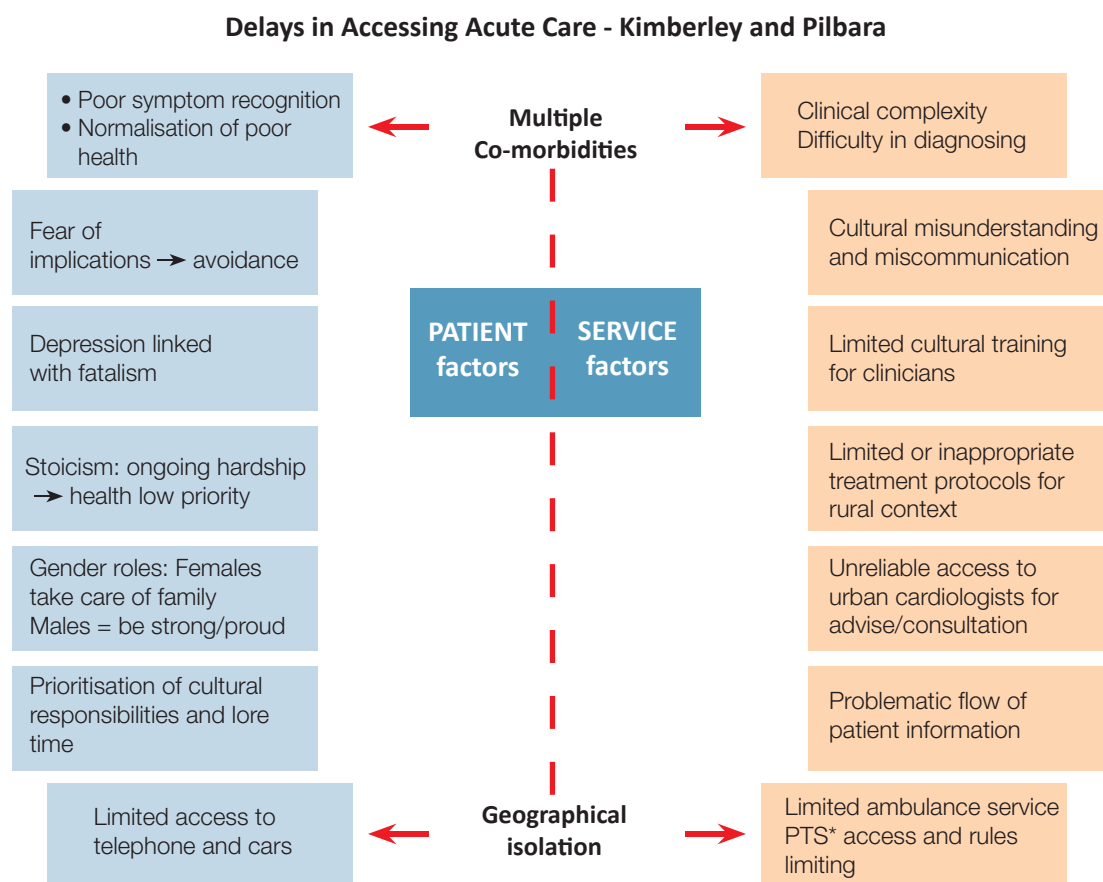 Delays in Accessing Acute Care - Kimberley and Pilbara
• Poor symptom recognition
• Normalisation of poor
health
Multiple
Co-morbidities
Clinical complexity
Difficulty in diagnosing
Fear of
implications → avoidance
Cultural misunderstanding
and miscommunication
PATIENT
factors
SERVICE
factors
Depression linked
with fatalism
Limited cultural training
for clinicians
Stoicism: ongoing hardship
→ health low priority
Limited or inappropriate
treatment protocols for
rural context
Gender roles: Females
take care of family
Males = be strong/proud
Unreliable access to
urban cardiologists for
advise/consultation
Prioritisation of cultural
responsibilities and lore
time
Problematic flow of
patient information
Limited access to
telephone and cars
Geographical
isolation
Limited ambulance service
PTS* access and rules
limiting